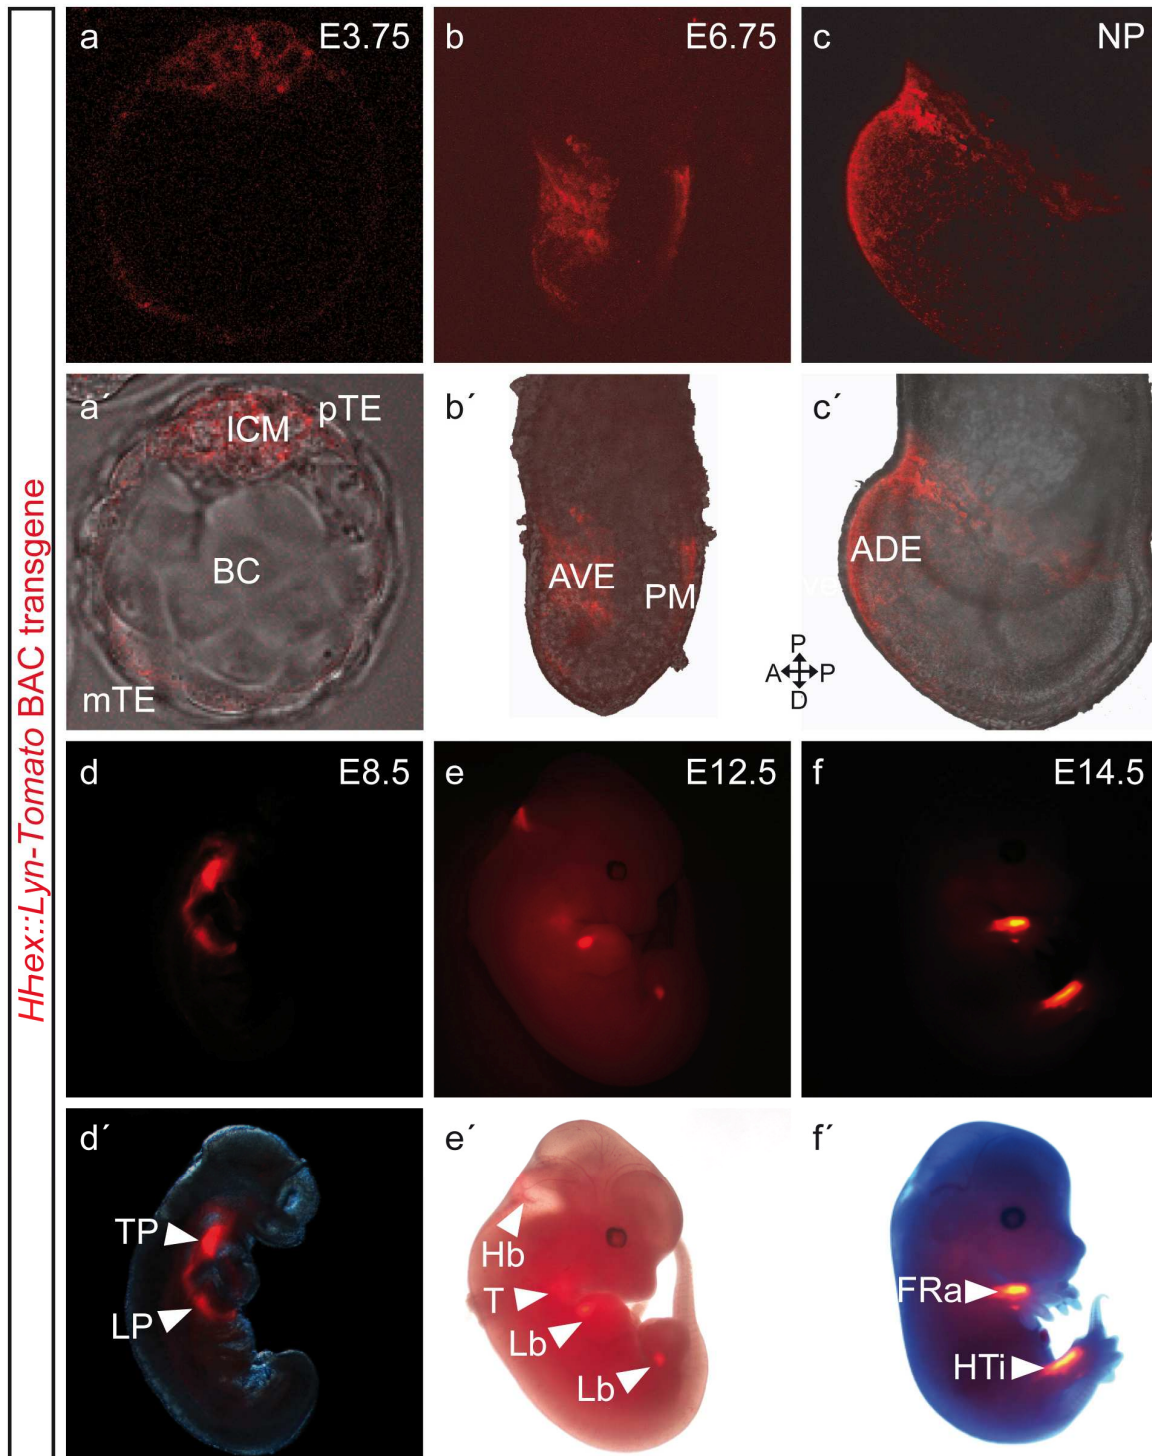 Hhex::Lyn-Tomato BAC transgene
a E3.75
b E6.75
c NP
a´
ICM pTE
BC
mTE
b´
AVE
PM
c´
ADE
P
A P
D
d E8.5
e E12.5
f E14.5
d´
TP
LP
e´
Hb
T
Lb
Lb
f´
FRa
HTi